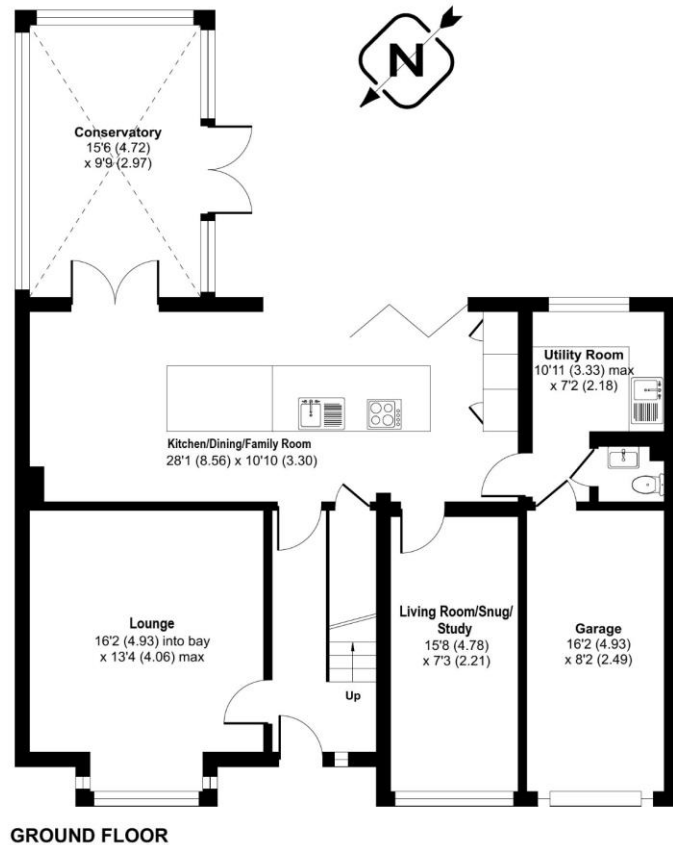 N
Conservatory
15'6 (4.72)
x 9'9 (2.97)
Utility Room
10'11 (3.33) max
x 7'2 (2.18)
Kitchen/Dining/Family Room
28'1 (8.56) x 10'10 (3.30)
Lounge
16'2 (4.93) into bay
x 13'4 (4.06) max
Up
Living Room/Snug/
Study
15'8 (4.78)
x 7'3 (2.21)
Garage
16'2 (4.93)
x 8'2 (2.49)
GROUND FLOOR